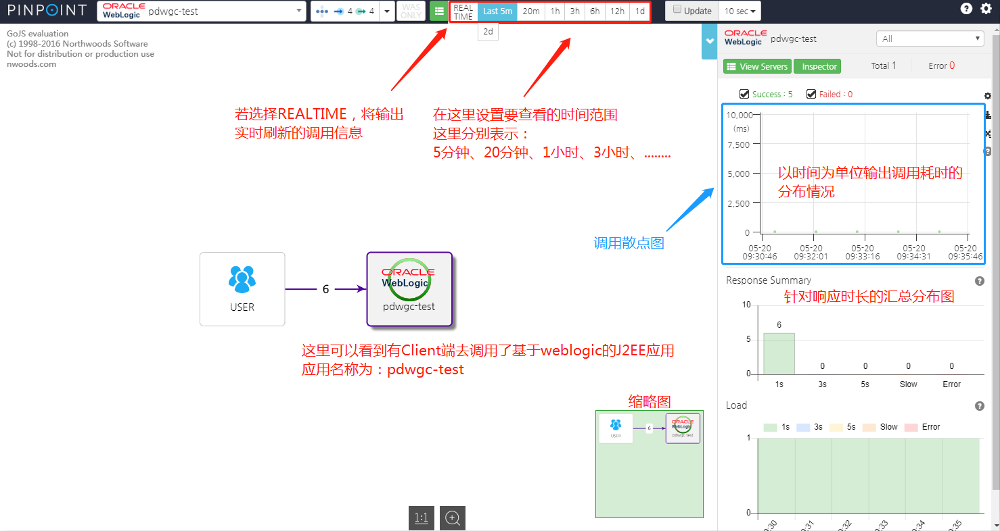 PINPOINT
ORACLE WebLogic pdwgc-test
4 4
WAS ONLY
REAL TIME Last 5m 20m 1h 3h 6h 12h 1d
2d
Update 10 sec
GoJS evaluation
(c) 1998-2016 Northwoods Software
Not for distribution or production use
nwoods.com
若选择REALTIME，将输出
实时刷新的调用信息
在这里设置要查看的时间范围
这里分别表示：
5分钟、20分钟、1小时、3小时、........
调用散点图
USER
6
ORACLE WebLogic
pdwgc-test
这里可以看到有Client端去调用了基于weblogic的J2EE应用
应用名称为：pdwgc-test
缩略图
USER
6
ORACLE WebLogic
pdwgc-test
1:1
ORACLE WebLogic pdwgc-test
All
View Servers Inspector Total 1 Error 0
Success : 5 Failed : 0
10,000
(ms)
7,500
5,000
2,500
0
以时间为单位输出调用耗时的
分布情况
05-20 05-20 05-20 05-20 05-20
09:30:46 09:32:01 09:33:16 09:34:31 09:35:46
Response Summary
针对响应时长的汇总分布图
10
5
0
6 0 0 0 0
1s 3s 5s Slow Error
Load
1s 3s 5s Slow Error
1
0
9:30 9:31 9:32 9:33 9:34 9:35